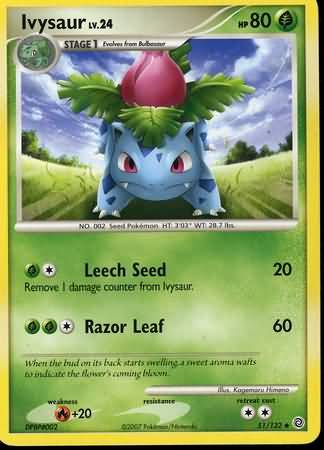 Ivysaur LV.24 HP 80
STAGE 1 Evolves from Bulbasaur
NO. 002 Seed Pokémon HT: 3'03" WT: 28.7 lbs.
Leech Seed 20
Remove 1 damage counter from Ivysaur.
Razor Leaf 60
When the bud on its back starts swelling, a sweet aroma wafts
to indicate the flower's coming bloom.
Illus. Kagemaru Himeno
weakness resistance retreat cost
+20
DPBP#002 ©2007 Pokémon/Nintendo 51/132